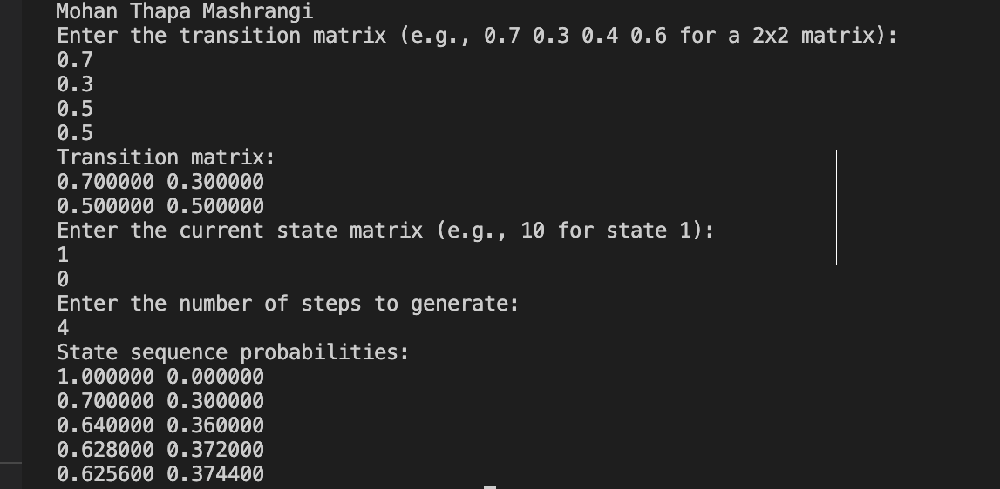 Mohan Thapa Mashrangi
Enter the transition matrix (e.g., 0.7 0.3 0.4 0.6 for a 2x2 matrix):
0.7
0.3
0.5
0.5
Transition matrix:
0.700000 0.300000
0.500000 0.500000
Enter the current state matrix (e.g., 10 for state 1):
1
0
Enter the number of steps to generate:
4
State sequence probabilities:
1.000000 0.000000
0.700000 0.300000
0.640000 0.360000
0.628000 0.372000
0.625600 0.374400